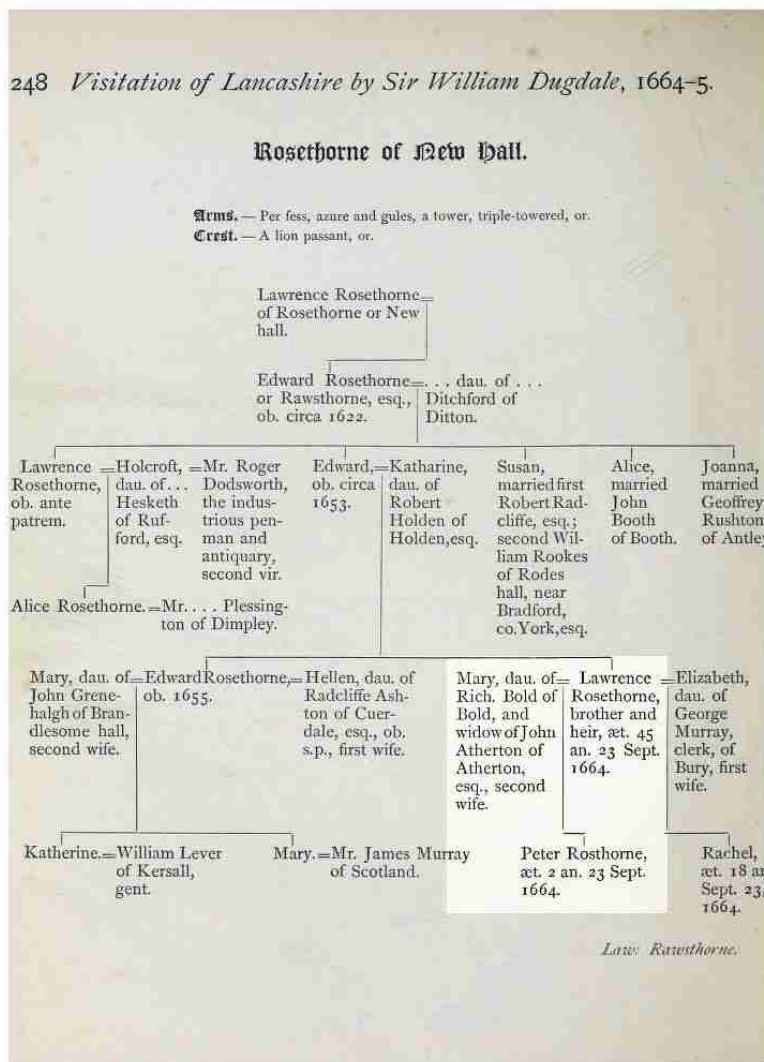 248 Visitation of Lancashire by Sir William Dugdale, 1664–5.
Rosethorne of New Hall.
Arms. — Per fess, azure and gules, a tower, triple-towered, or.
Crest. — A lion passant, or.
Lawrence Rosethorne=
of Rosethorne or New
hall.
Edward Rosethorne=. . . dau. of . . .
or Rawsthorne, esq., Ditchford of
ob. circa 1622. Ditton.
Lawrence
Rosethorne,
ob. ante
patrem.
=Holcroft,
dau. of...
Hesketh
of Ruf-
ford, esq.
=Mr. Roger
Dodsworth,
the indus-
trious pen-
man and
antiquary,
second vir.
Edward,
ob. circa
1653.
=Katharine,
dau. of
Robert
Holden of
Holden, esq.
Susan,
married first
Robert Rad-
cliffe, esq.;
second Wil-
liam Rookes
of Rodes
hall, near
Bradford,
co. York, esq.
Alice,
married
John
Booth
of Booth.
Joanna,
married
Geoffrey
Rushton
of Antley
Alice Rosethorne.=Mr. . . . Plessing-
ton of Dimpley.
Mary, dau. of
John Grene-
halgh of Bran-
dlesome hall,
second wife.
=Edward Rosethorne,=
ob. 1655.
Hellen, dau. of
Radcliffe Ash-
ton of Cuer-
dale, esq., ob.
s.p., first wife.
Mary, dau. of=
Rich. Bold of
Bold, and
widow of John
Atherton of
Atherton,
esq., second
wife.
Lawrence
Rosethorne,
brother and
heir, æt. 45
an. 23 Sept.
1664.
=Elizabeth,
dau. of
George
Murray,
clerk, of
Bury, first
wife.
Katherine.=William Lever
of Kersall,
gent.
Mary.=Mr. James Murray
of Scotland.
Peter Rosthorne,
æt. 2 an. 23 Sept.
1664.
Rachel,
æt. 18 an
Sept. 23,
1664.
Law: Rawsthorne.